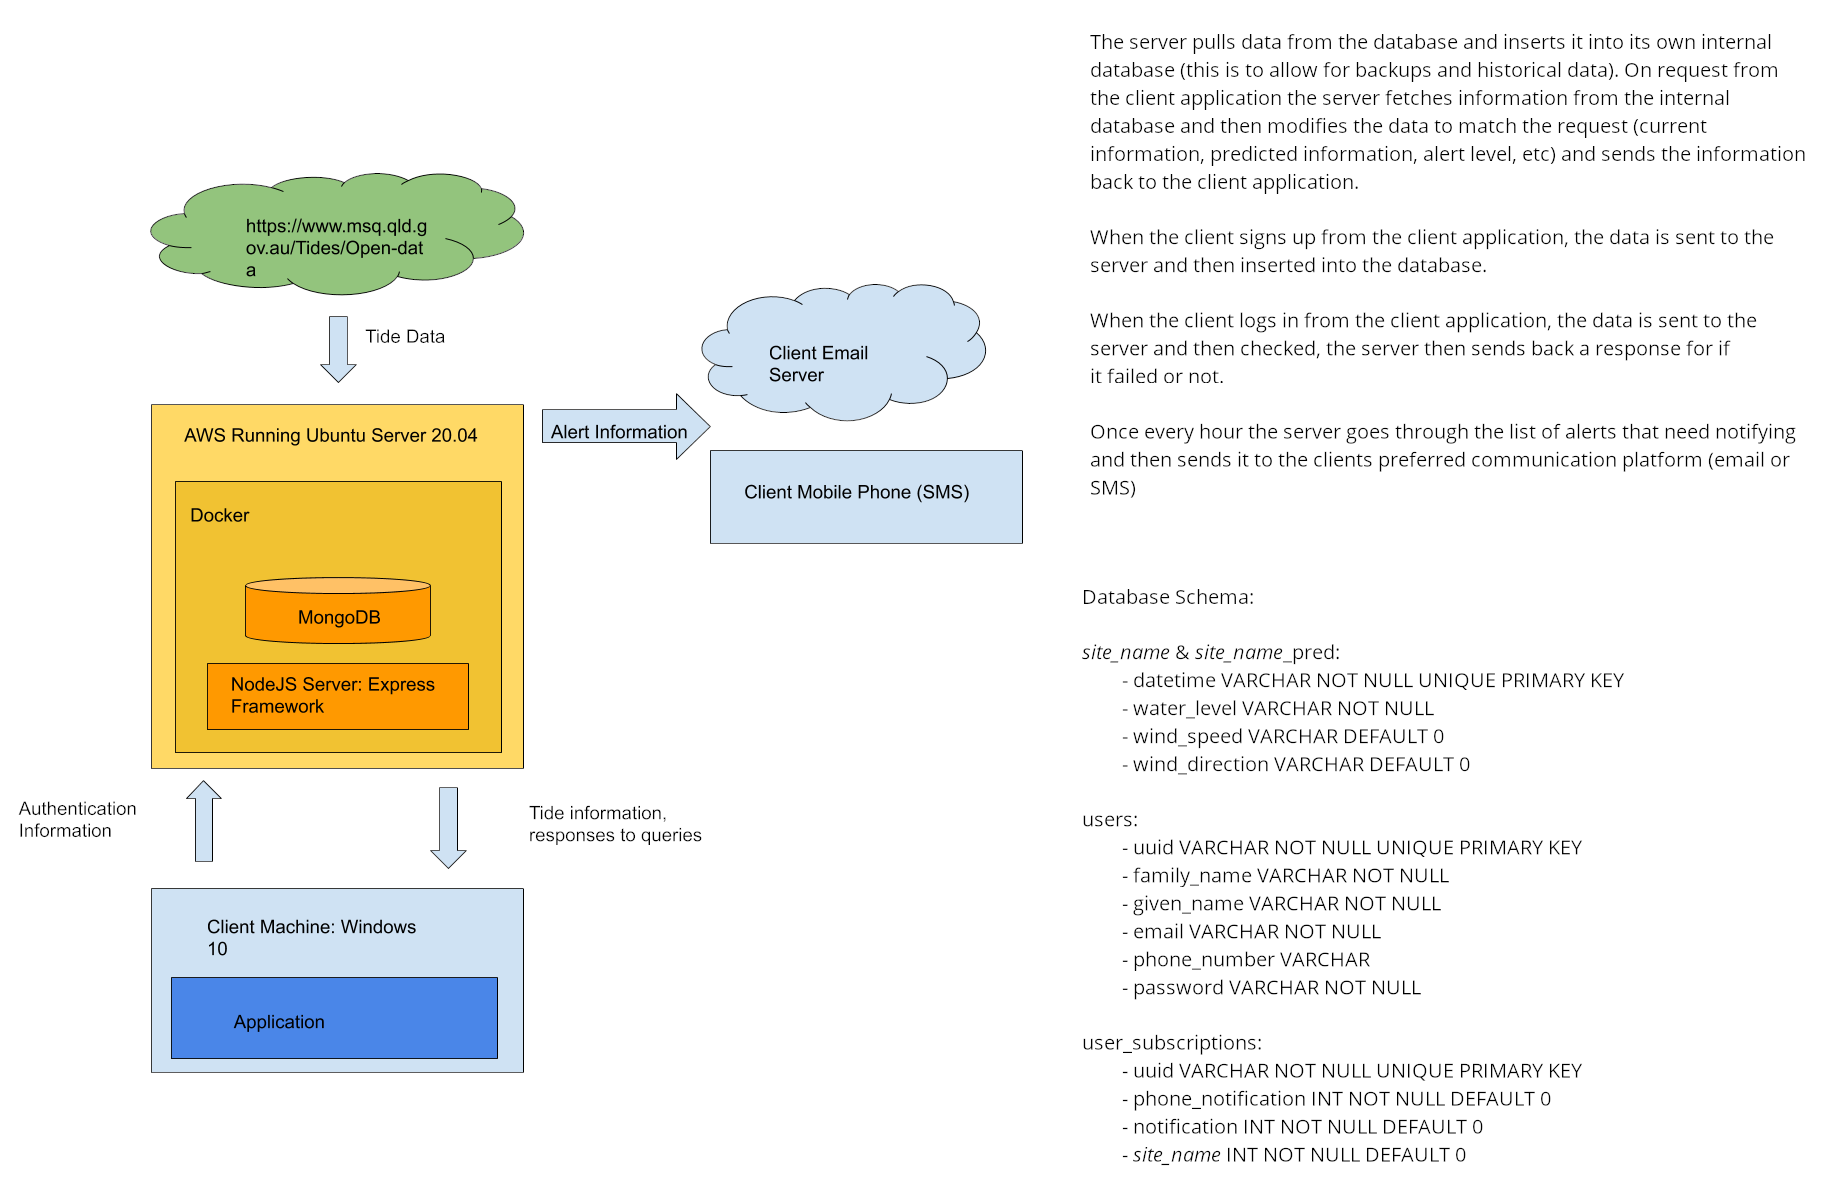 https://www.msq.qld.g
ov.au/Tides/Open-dat
a
Tide Data
AWS Running Ubuntu Server 20.04
Docker
MongoDB
NodeJS Server: Express
Framework
Alert Information
Client Email
Server
Client Mobile Phone (SMS)
Authentication
Information
Tide information,
responses to queries
Client Machine: Windows
10
Application
The server pulls data from the database and inserts it into its own internal
database (this is to allow for backups and historical data). On request from
the client application the server fetches information from the internal
database and then modifies the data to match the request (current
information, predicted information, alert level, etc) and sends the information
back to the client application.
When the client signs up from the client application, the data is sent to the
server and then inserted into the database.
When the client logs in from the client application, the data is sent to the
server and then checked, the server then sends back a response for if
it failed or not.
Once every hour the server goes through the list of alerts that need notifying
and then sends it to the clients preferred communication platform (email or
SMS)
Database Schema:
site_name & site_name_pred:
- datetime VARCHAR NOT NULL UNIQUE PRIMARY KEY
- water_level VARCHAR NOT NULL
- wind_speed VARCHAR DEFAULT 0
- wind_direction VARCHAR DEFAULT 0
users:
- uuid VARCHAR NOT NULL UNIQUE PRIMARY KEY
- family_name VARCHAR NOT NULL
- given_name VARCHAR NOT NULL
- email VARCHAR NOT NULL
- phone_number VARCHAR
- password VARCHAR NOT NULL
user_subscriptions:
- uuid VARCHAR NOT NULL UNIQUE PRIMARY KEY
- phone_notification INT NOT NULL DEFAULT 0
- notification INT NOT NULL DEFAULT 0
- site_name INT NOT NULL DEFAULT 0